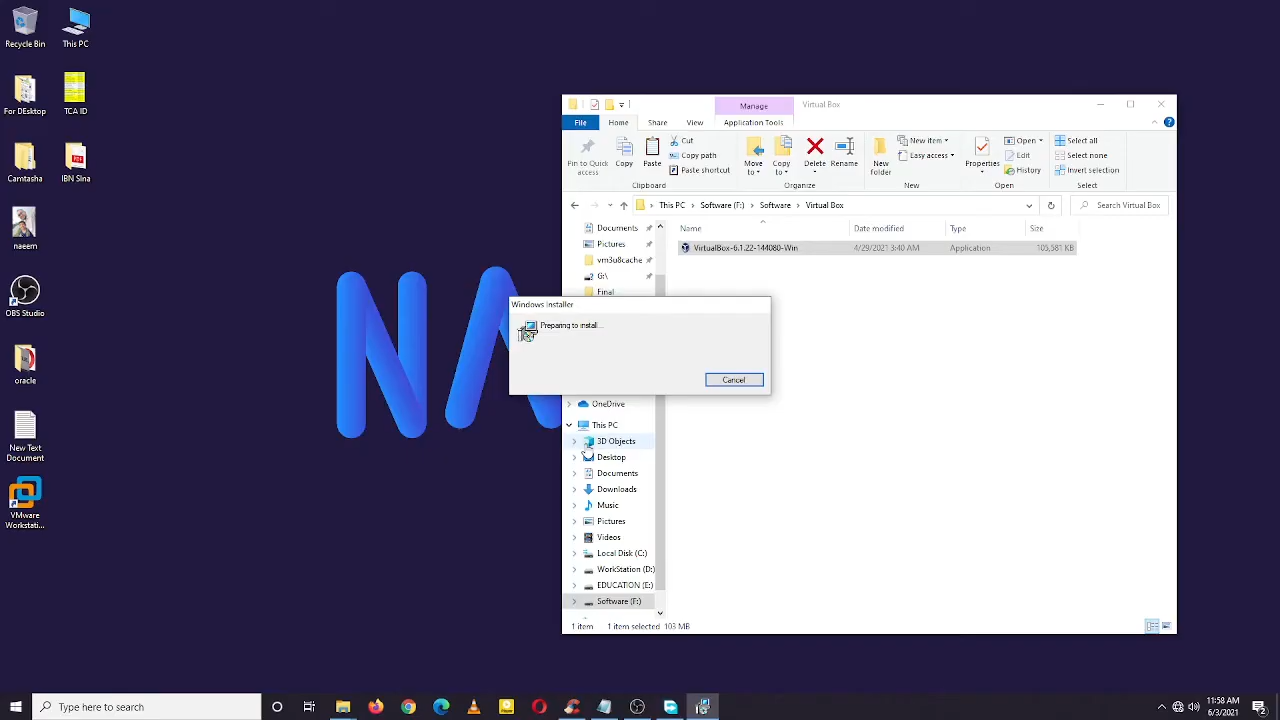 Recycle Bin
This PC
For DEsktop
TCA ID
Camtasha
IBN SIna
naeem
OBS Studio
oracle
New Text
Document
VMware
Workstati...
NA
Manage
Virtual Box
File
Home
Share
View
Application Tools
Pin to Quick
access
Copy
Paste
Cut
Copy path
Paste shortcut
Clipboard
Move
to
Copy
to
Delete
Rename
Organize
New
folder
New item
Easy access
New
Properties
Open
Edit
History
Open
Select all
Select none
Invert selection
Select
This PC > Software (F:) > Software > Virtual Box
Search Virtual Box
Name
Date modified
Type
Size
VirtualBox-6.1.22-144080-Win
4/29/2021 3:40 AM
Application
105,581 KB
Documents
Pictures
vm3u8cache
G:\
Final
Windows Installer
Preparing to install...
Cancel
OneDrive
This PC
3D Objects
Desktop
Documents
Downloads
Music
Pictures
Videos
Local Disk (C:)
WorkStation (D:)
EDUCATION (E:)
Software (F:)
1 item
1 item selected 103 MB
Type here to search
11:58 AM
6/3/2021
2